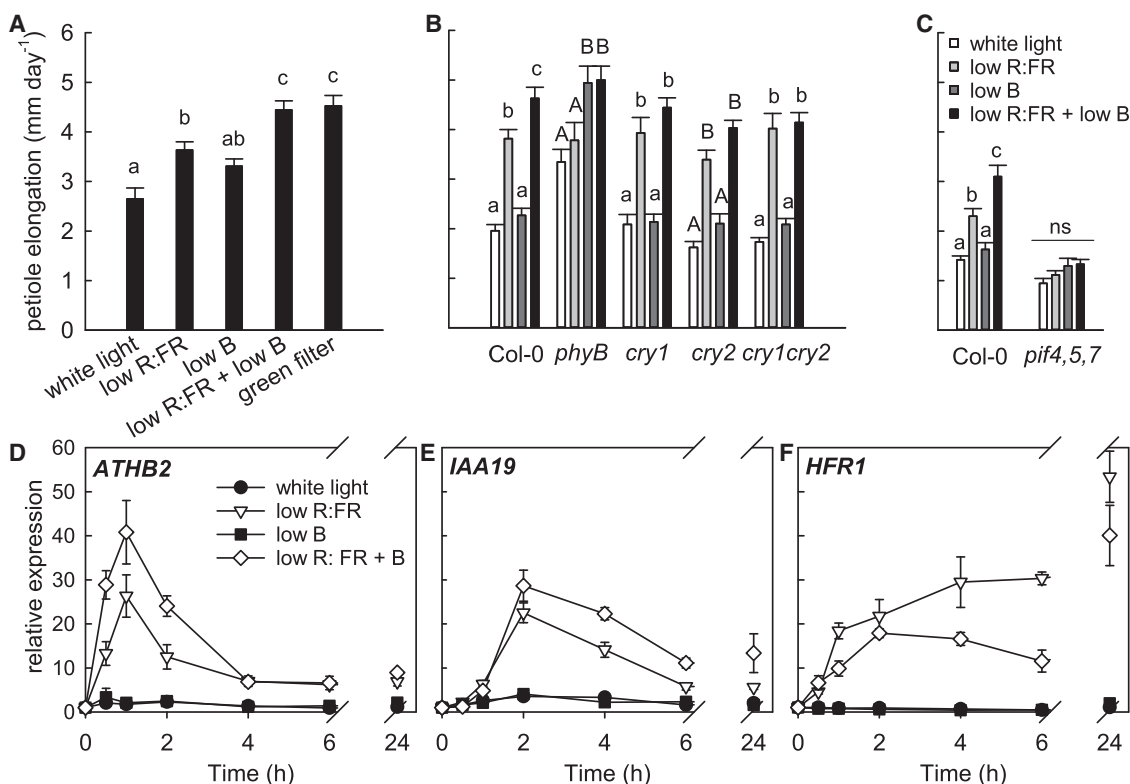 A
B
C
petiole elongation (mm day⁻¹)
6
5
4
3
2
1
0
a
b
ab
c
c
white light
low R:FR
low B
low R:FR + low B
green filter
a
b
a
c
A
A
B
B
a
b
a
b
A
B
A
B
a
b
a
b
Col-0
phyB
cry1
cry2
cry1cry2
white light
low R:FR
low B
low R:FR + low B
a
b
a
c
ns
Col-0
pif4,5,7
D
ATHB2
E
IAA19
F
HFR1
white light
low R:FR
low B
low R: FR + B
relative expression
60
50
40
30
20
10
0
0 2 4 6 24
0 2 4 6 24
0 2 4 6 24
Time (h)
Time (h)
Time (h)